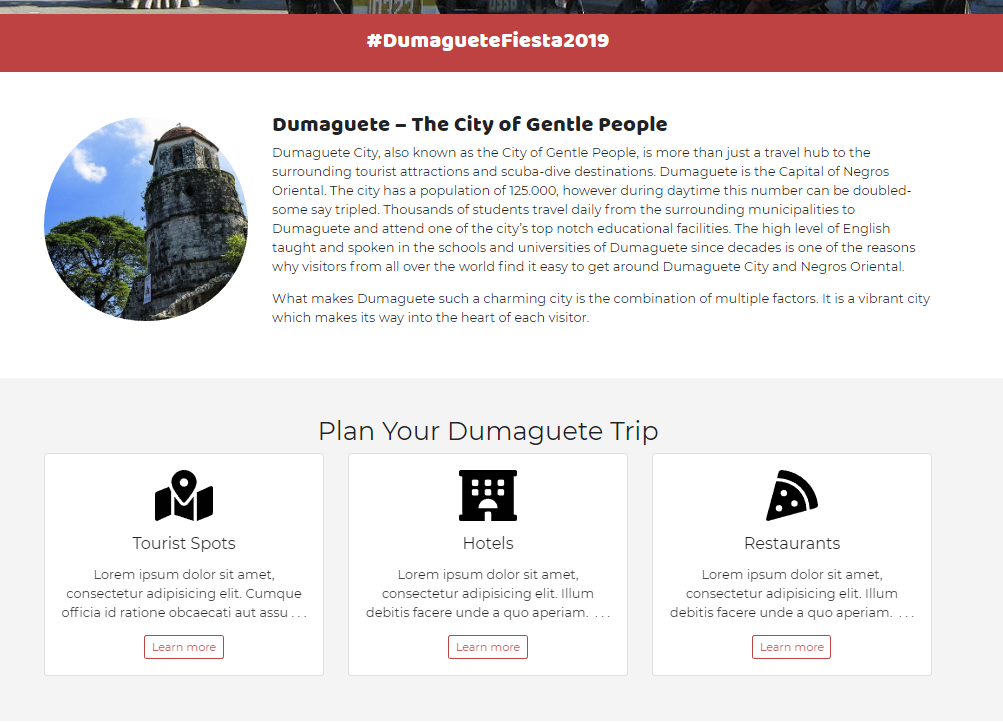 #DumagueteFiesta2019
Dumaguete – The City of Gentle People
Dumaguete City, also known as the City of Gentle People, is more than just a travel hub to the
surrounding tourist attractions and scuba-dive destinations. Dumaguete is the Capital of Negros
Oriental. The city has a population of 125.000, however during daytime this number can be doubled-
some say tripled. Thousands of students travel daily from the surrounding municipalities to
Dumaguete and attend one of the city's top notch educational facilities. The high level of English
taught and spoken in the schools and universities of Dumaguete since decades is one of the reasons
why visitors from all over the world find it easy to get around Dumaguete City and Negros Oriental.
What makes Dumaguete such a charming city is the combination of multiple factors. It is a vibrant city
which makes its way into the heart of each visitor.
Plan Your Dumaguete Trip
Tourist Spots
Lorem ipsum dolor sit amet,
consectetur adipisicing elit. Cumque
officia id ratione obcaecati aut assu . . .
Learn more
Hotels
Lorem ipsum dolor sit amet,
consectetur adipisicing elit. Illum
debitis facere unde a quo aperiam. . . .
Learn more
Restaurants
Lorem ipsum dolor sit amet,
consectetur adipisicing elit. Illum
debitis facere unde a quo aperiam. . . .
Learn more